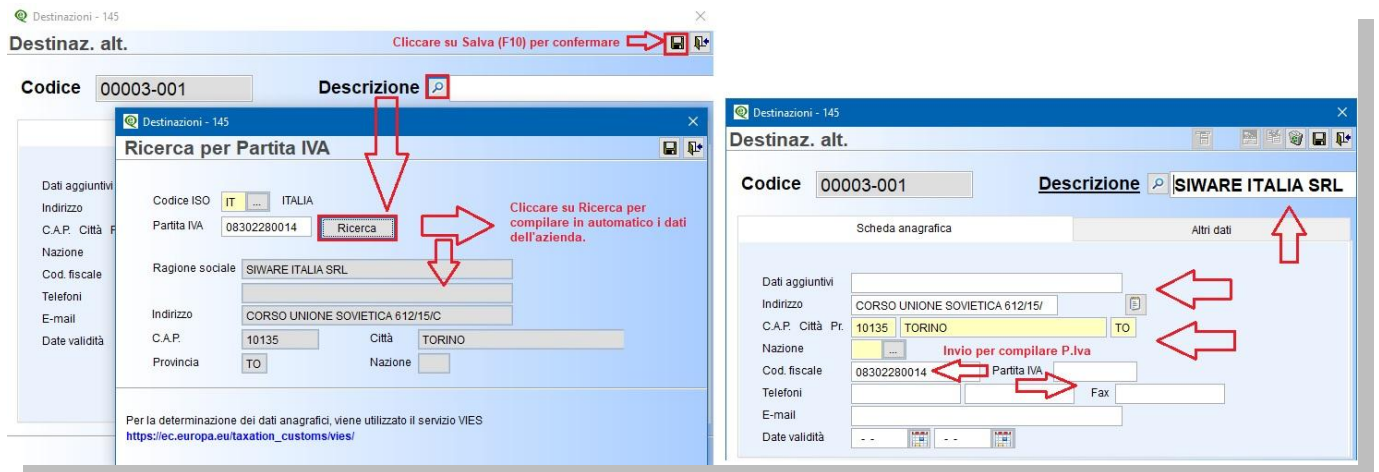 Destinazioni - 145
Destinaz. alt.
Cliccare su Salva (F10) per confermare
Codice 00003-001 Descrizione
Destinazioni - 145
Ricerca per Partita IVA
Dati aggiuntivi
Indirizzo
C.A.P. Città
Nazione
Cod. fiscale
Telefoni
E-mail
Date validità
Codice ISO IT ... ITALIA
Partita IVA 08302280014 Ricerca
Cliccare su Ricerca per
compilare in automatico i dati
dell'azienda.
Ragione sociale SIWARE ITALIA SRL
Indirizzo CORSO UNIONE SOVIETICA 612/15/C
C.A.P. 10135 Città TORINO
Provincia TO Nazione
Per la determinazione dei dati anagrafici, viene utilizzato il servizio VIES
https://ec.europa.eu/taxation_customs/vies/
Destinazioni - 145
Destinaz. alt.
Codice 00003-001 Descrizione SIWARE ITALIA SRL
Scheda anagrafica Altri dati
Dati aggiuntivi
Indirizzo CORSO UNIONE SOVIETICA 612/15/
C.A.P. Città Pr. 10135 TORINO TO
Nazione ... Invio per compilare P.Iva
Cod. fiscale 08302280014 Partita IVA
Telefoni Fax
E-mail
Date validità - - - -